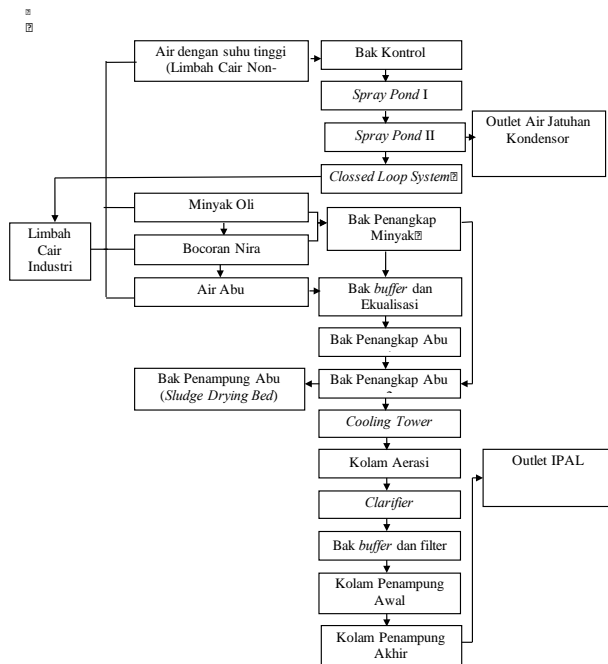 Air dengan suhu tinggi
(Limbah Cair Non-
Bak Kontrol
Spray Pond I
Spray Pond II
Outlet Air Jatuhan
Kondensor
Clossed Loop System
Minyak Oli
Bak Penangkap
Minyak
Limbah
Cair
Industri
Bocoran Nira
Air Abu
Bak buffer dan
Ekualisasi
Bak Penangkap Abu
Bak Penampung Abu
(Sludge Drying Bed)
Bak Penangkap Abu
Cooling Tower
Kolam Aerasi
Outlet IPAL
Clarifier
Bak buffer dan filter
Kolam Penampung
Awal
Kolam Penampung
Akhir